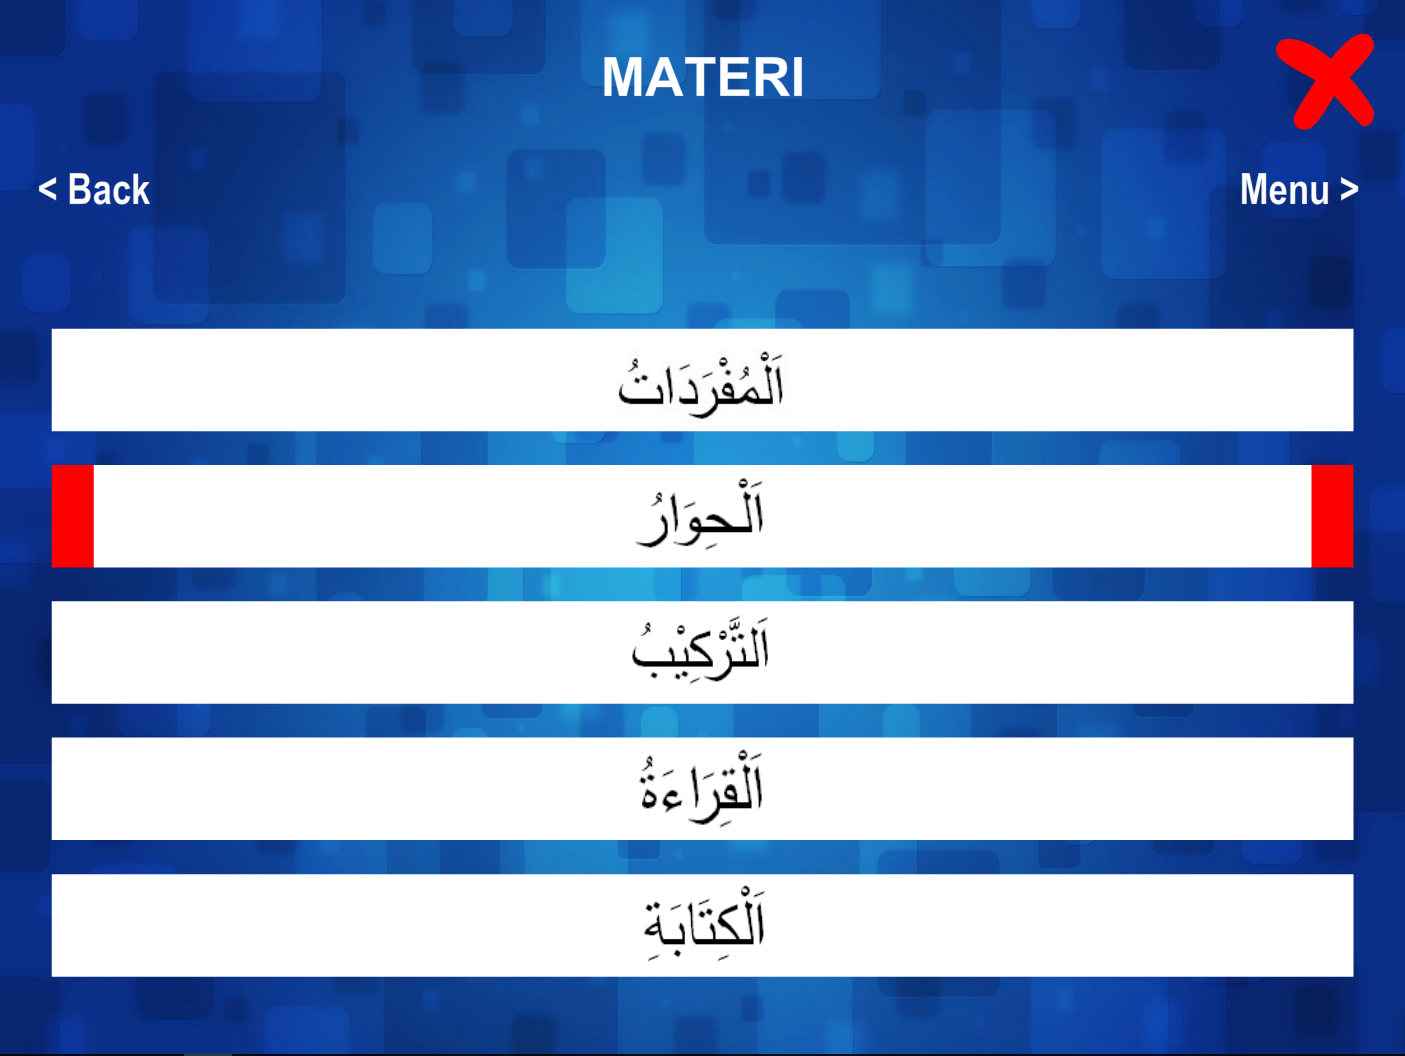 MATERI
< Back
Menu >
اَلْمُفْرَدَاتُ
اَلْحِوَارُ
اَلتَّرْكِيْبُ
اَلْقِرَاءَةُ
اَلْكِتَابَةِ